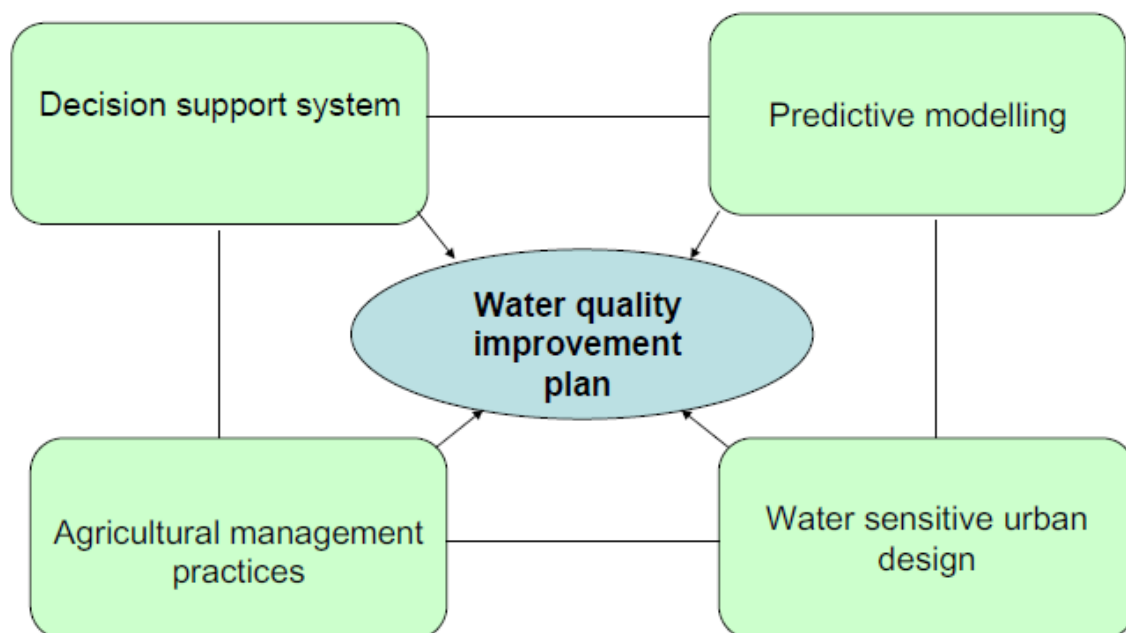 Decision support system
Predictive modelling
Water quality
improvement
plan
Agricultural management
practices
Water sensitive urban
design